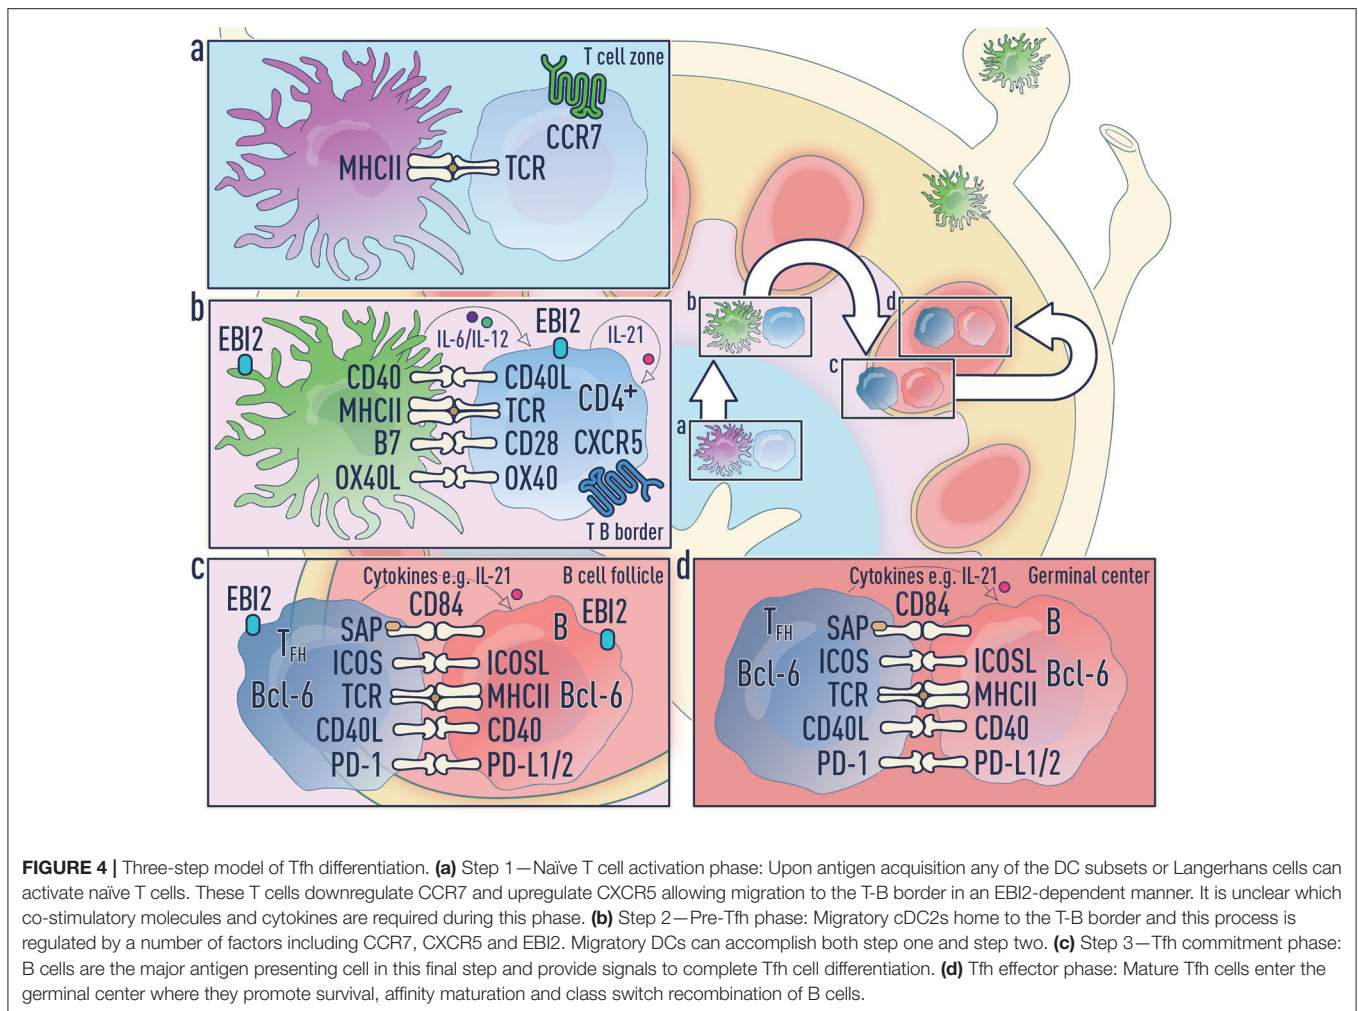 a
T cell zone
CCR7
MHCII
TCR
b
EBI2
IL-6/IL-12
EBI2
IL-21
CD40
CD40L
CD4+
MHCII
TCR
B7
CD28
CXCR5
OX40L
OX40
T B border
b
d
c
a
c
Cytokines e.g. IL-21
B cell follicle
EBI2
CD84
EBI2
TFH
SAP
B
ICOS
ICOSL
Bcl-6
TCR
MHCII
Bcl-6
CD40L
CD40
PD-1
PD-L1/2
d
Cytokines e.g. IL-21
Germinal center
CD84
TFH
SAP
B
Bcl-6
ICOS
ICOSL
Bcl-6
TCR
MHCII
CD40L
CD40
PD-1
PD-L1/2
FIGURE 4 | Three-step model of Tfh differentiation. (a) Step 1—Naïve T cell activation phase: Upon antigen acquisition any of the DC subsets or Langerhans cells can
activate naïve T cells. These T cells downregulate CCR7 and upregulate CXCR5 allowing migration to the T-B border in an EBI2-dependent manner. It is unclear which
co-stimulatory molecules and cytokines are required during this phase. (b) Step 2—Pre-Tfh phase: Migratory cDC2s home to the T-B border and this process is
regulated by a number of factors including CCR7, CXCR5 and EBI2. Migratory DCs can accomplish both step one and step two. (c) Step 3—Tfh commitment phase:
B cells are the major antigen presenting cell in this final step and provide signals to complete Tfh cell differentiation. (d) Tfh effector phase: Mature Tfh cells enter the
germinal center where they promote survival, affinity maturation and class switch recombination of B cells.